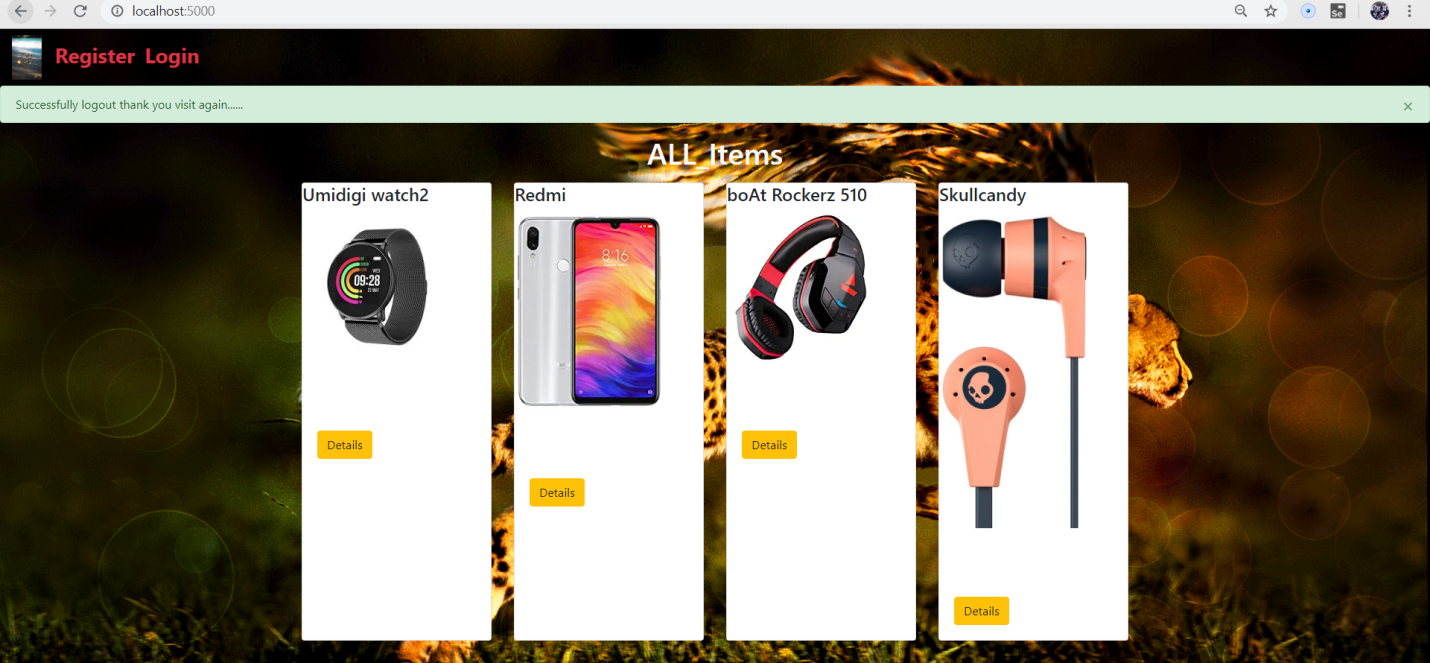 localhost:5000
Se
Register Login
Successfully logout thank you visit again......
×
ALL_Items
Umidigi watch2
Redmi
boAt Rockerz 510
Skullcandy
09:28
8:16
Details
Details
Details
Details